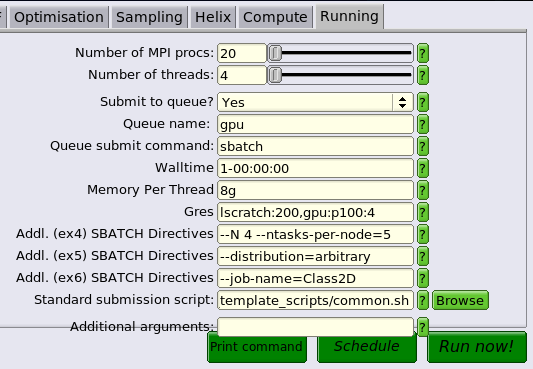 Optimisation Sampling Helix Compute Running
Number of MPI procs: 20 ?
Number of threads: 4 ?
Submit to queue? Yes ?
Queue name: gpu ?
Queue submit command: sbatch ?
Walltime 1-00:00:00 ?
Memory Per Thread 8g ?
Gres lscratch:200,gpu:p100:4 ?
Addl. (ex4) SBATCH Directives --N 4 --ntasks-per-node=5 ?
Addl. (ex5) SBATCH Directives --distribution=arbitrary ?
Addl. (ex6) SBATCH Directives --job-name=Class2D ?
Standard submission script: template_scripts/common.sh ? Browse
Additional arguments: ?
Print command Schedule Run now!